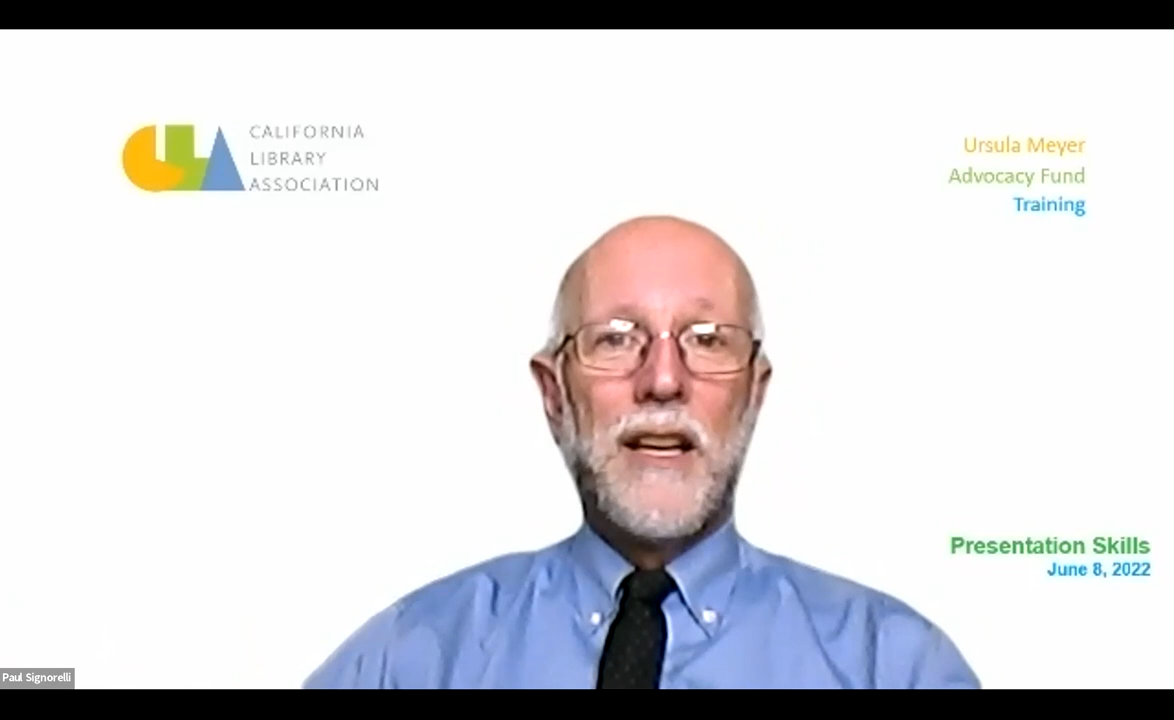 CALIFORNIA
LIBRARY
ASSOCIATION
Ursula Meyer
Advocacy Fund
Training
Presentation Skills
June 8, 2022
Paul Signorelli